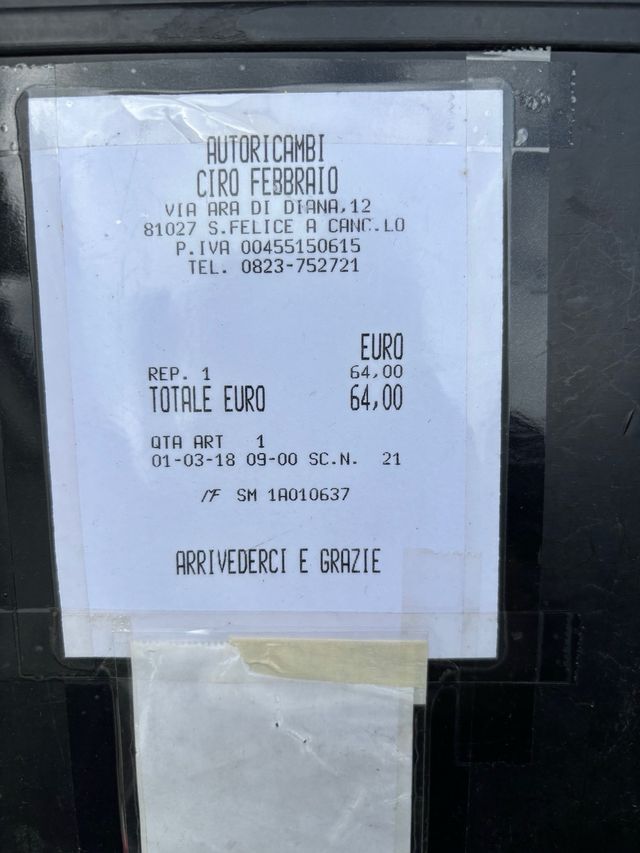 AUTORICAMBI
CIRO FEBBRAIO
VIA ARA DI DIANA,12
81027 S.FELICE A CANC.LO
P.IVA 00455150615
TEL. 0823-752721
EURO
REP. 1 64,00
TOTALE EURO 64,00
QTA ART 1
01-03-18 09-00 SC.N. 21
MF SM 1A010637
ARRIVEDERCI E GRAZIE